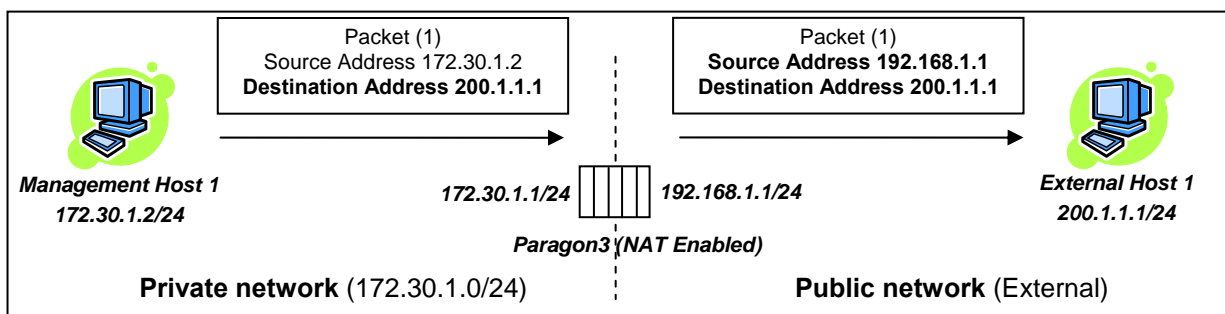 Packet (1)
Source Address 172.30.1.2
Destination Address 200.1.1.1
Packet (1)
Source Address 192.168.1.1
Destination Address 200.1.1.1
Management Host 1
172.30.1.2/24
172.30.1.1/24
192.168.1.1/24
External Host 1
200.1.1.1/24
Paragon3 (NAT Enabled)
Private network (172.30.1.0/24)
Public network (External)